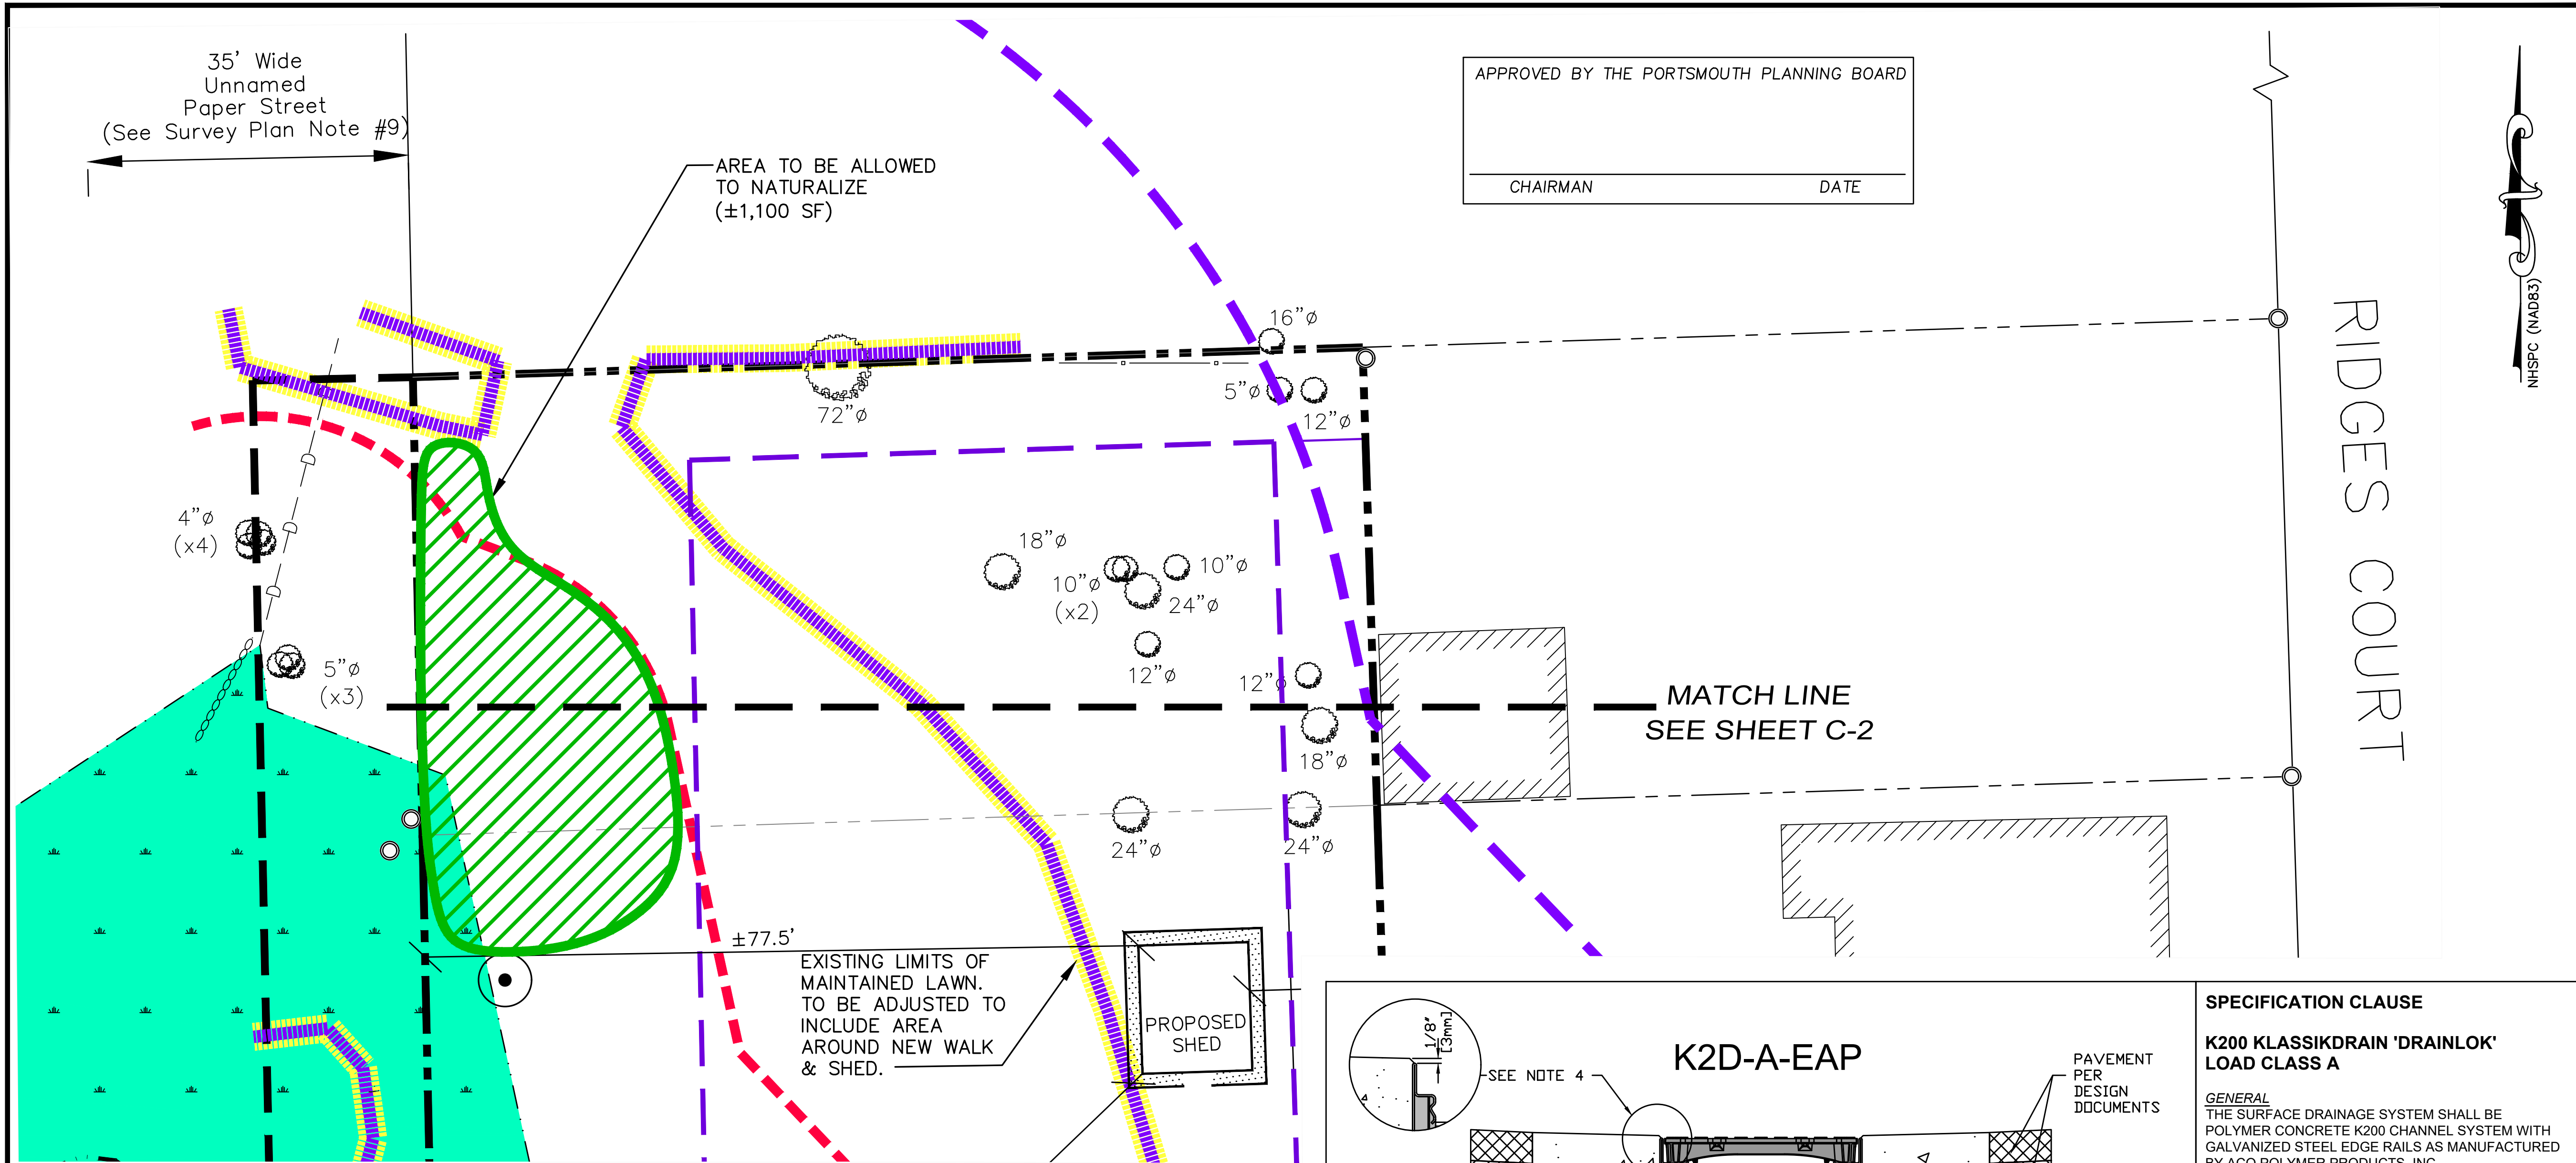 35' Wide
Unnamed
Paper Street
(See Survey Plan Note #9)
AREA TO BE ALLOWED
TO NATURALIZE
(±1,100 SF)
APPROVED BY THE PORTSMOUTH PLANNING BOARD
CHAIRMAN DATE
NHSPC (NAD83)
RIDGES COURT
16"ø
72"ø
5"ø
12"ø
4"ø
(x4)
18"ø
10"ø
(x2)
10"ø
24"ø
12"ø
5"ø
(x3)
12"ø
MATCH LINE
SEE SHEET C-2
18"ø
24"ø
24"ø
±77.5'
EXISTING LIMITS OF
MAINTAINED LAWN.
TO BE ADJUSTED TO
INCLUDE AREA
AROUND NEW WALK
& SHED.
PROPOSED
SHED
D
D
D
1/8"
[3mm]
K2D-A-EAP
SEE NOTE 4
PAVEMENT
PER
DESIGN
DOCUMENTS
SPECIFICATION CLAUSE
K200 KLASSIKDRAIN 'DRAINLOK'
LOAD CLASS A
GENERAL
THE SURFACE DRAINAGE SYSTEM SHALL BE
POLYMER CONCRETE K200 CHANNEL SYSTEM WITH
GALVANIZED STEEL EDGE RAILS AS MANUFACTURED
BY ACO POLYMER PRODUCTS, INC.